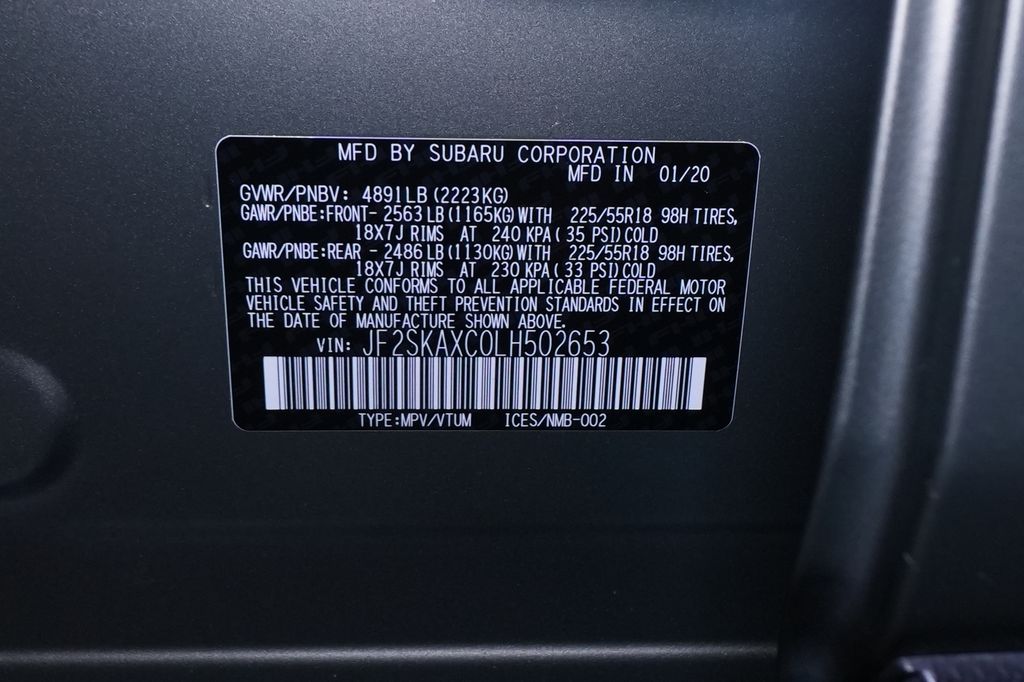 MFD BY SUBARU CORPORATION
MFD IN 01/20
GVWR/PNBV: 4891LB (2223KG)
GAWR/PNBE:FRONT- 2563 LB (1165KG) WITH 225/55R18 98H TIRES,
18X7J RIMS AT 240 KPA ( 35 PSI) COLD
GAWR/PNBE:REAR - 2486 LB (1130KG) WITH 225/55R18 98H TIRES,
18X7J RIMS AT 230 KPA ( 33 PSI) COLD
THIS VEHICLE CONFORMS TO ALL APPLICABLE FEDERAL MOTOR
VEHICLE SAFETY AND THEFT PREVENTION STANDARDS IN EFFECT ON
THE DATE OF MANUFACTURE SHOWN ABOVE.
VIN: JF2SKAXC0LH502653
TYPE:MPV/VTUM ICES/NMB-002